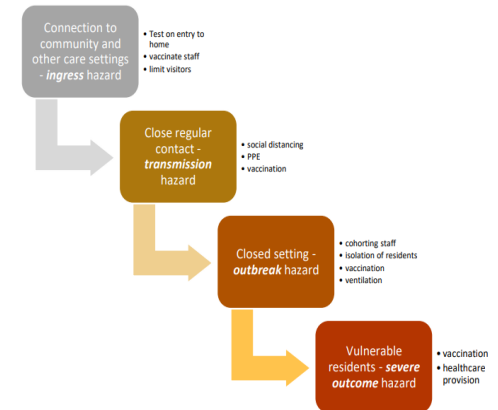 Connection to
community and
other care settings
- ingress hazard
• Test on entry to
home
• vaccinate staff
• limit visitors
Close regular
contact -
transmission
hazard
• social distancing
• PPE
• vaccination
Closed setting -
outbreak hazard
• cohorting staff
• isolation of residents
• vaccination
• ventilation
Vulnerable
residents - severe
outcome hazard
• vaccination
• healthcare
provision